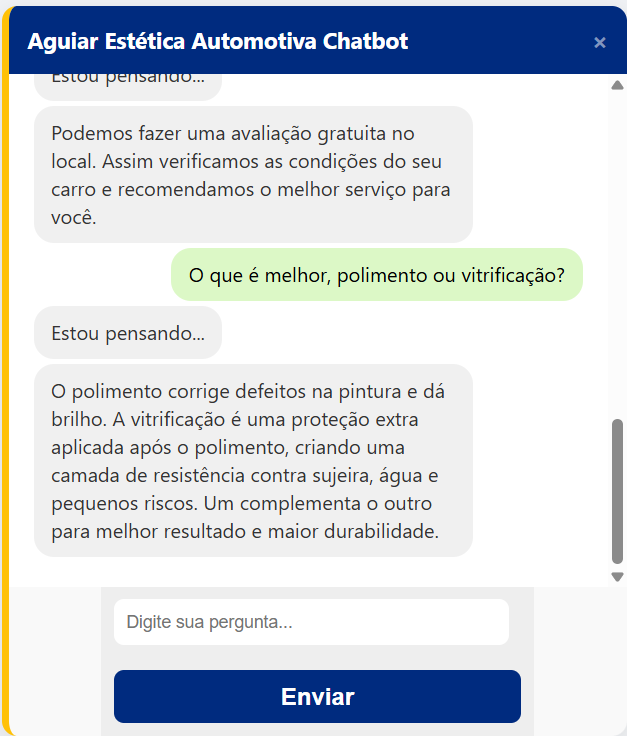 Aguiar Estética Automotiva Chatbot
×
Estou pensando...
Podemos fazer uma avaliação gratuita no
local. Assim verificamos as condições do seu
carro e recomendamos o melhor serviço para
você.
O que é melhor, polimento ou vitrificação?
Estou pensando...
O polimento corrige defeitos na pintura e dá
brilho. A vitrificação é uma proteção extra
aplicada após o polimento, criando uma
camada de resistência contra sujeira, água e
pequenos riscos. Um complementa o outro
para melhor resultado e maior durabilidade.
Digite sua pergunta...
Enviar